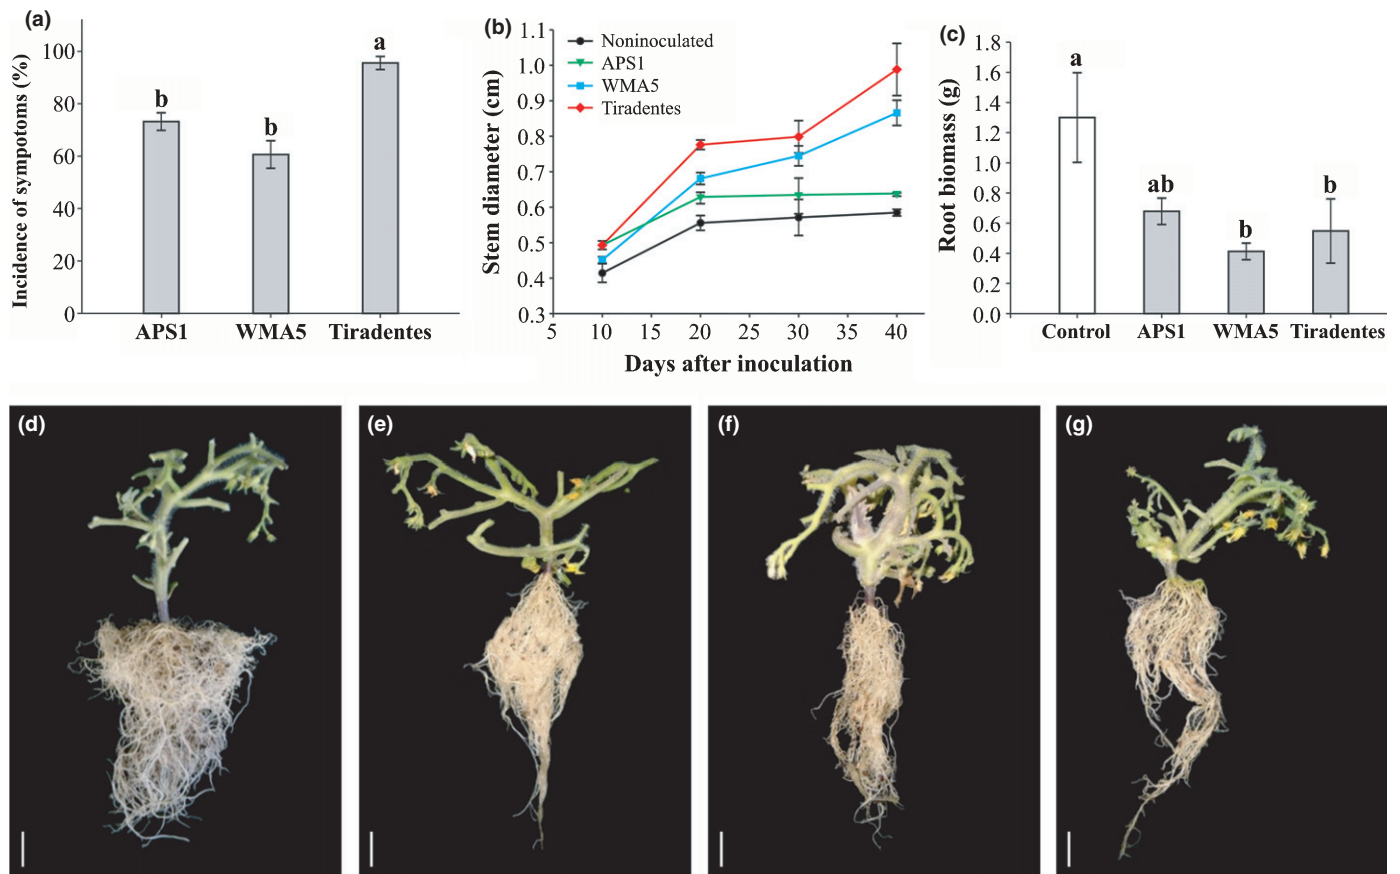 (a)
Incidence of sympotoms (%)
100
80
60
40
20
0
b
b
a
APS1 WMA5 Tiradentes
(b)
Stem diameter (cm)
1.1
1.0
0.9
0.8
0.7
0.6
0.5
0.4
0.3
Noninoculated
APS1
WMA5
Tiradentes
5 10 15 20 25 30 35 40
Days after inoculation
(c)
Root biomass (g)
1.8
1.6
1.4
1.2
1.0
0.8
0.6
0.4
0.2
0.0
a
ab
b
b
Control APS1 WMA5 Tiradentes
(d)
(e)
(f)
(g)